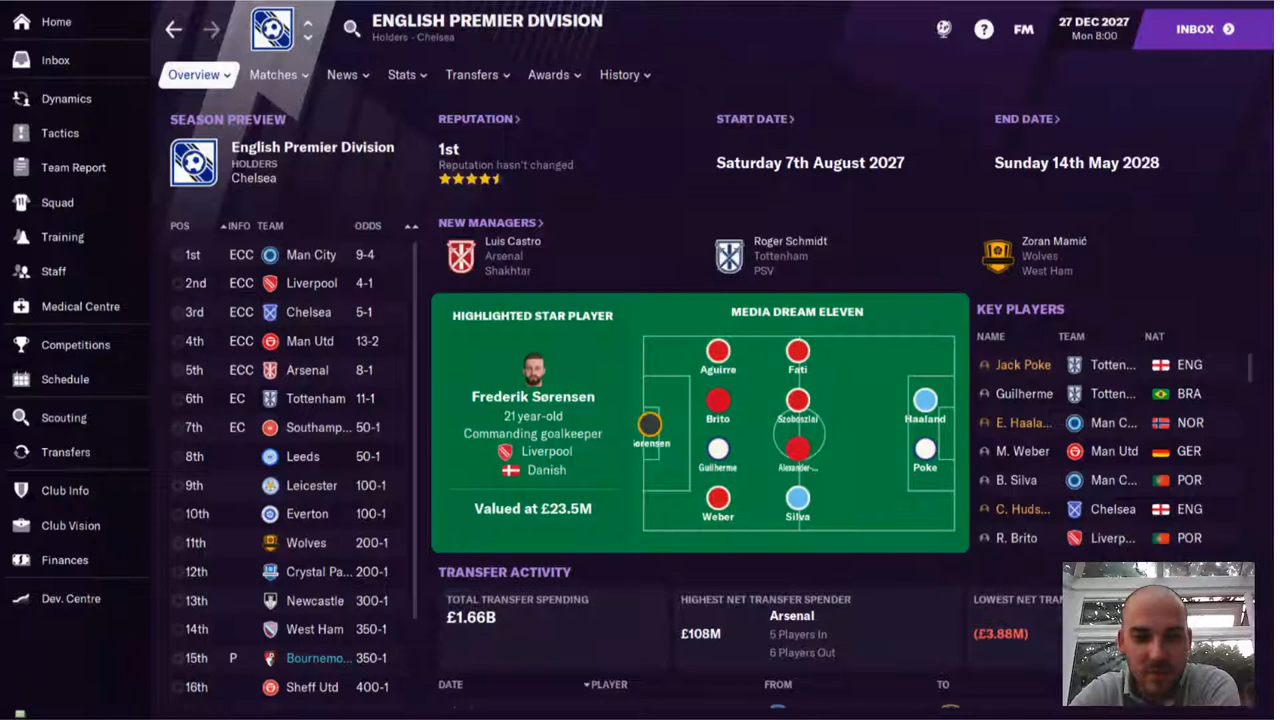 Home
Inbox
Dynamics
Tactics
Team Report
Squad
Training
Staff
Medical Centre
Competitions
Schedule
Scouting
Transfers
Club Info
Club Vision
Finances
Dev. Centre
ENGLISH PREMIER DIVISION
Holders - Chelsea
?
FM
27 DEC 2027
Mon 8:00
INBOX
Overview
Matches
News
Stats
Transfers
Awards
History
SEASON PREVIEW
English Premier Division
HOLDERS
Chelsea
POS INFO TEAM ODDS
1st ECC Man City 9-4
2nd ECC Liverpool 4-1
3rd ECC Chelsea 5-1
4th ECC Man Utd 13-2
5th ECC Arsenal 8-1
6th EC Tottenham 11-1
7th EC Southamp... 50-1
8th Leeds 50-1
9th Leicester 100-1
10th Everton 100-1
11th Wolves 200-1
12th Crystal Pa... 200-1
13th Newcastle 300-1
14th West Ham 350-1
15th P Bournemo... 350-1
16th Sheff Utd 400-1
REPUTATION>
1st
Reputation hasn't changed
START DATE>
Saturday 7th August 2027
END DATE>
Sunday 14th May 2028
NEW MANAGERS>
Luis Castro
Arsenal
Shakhtar
Roger Schmidt
Tottenham
PSV
Zoran Mamić
Wolves
West Ham
HIGHLIGHTED STAR PLAYER
Frederik Sørensen
21 year-old
Commanding goalkeeper
Liverpool
Danish
Valued at £23.5M
MEDIA DREAM ELEVEN
Aguirre
Fati
Brito
Szoboszlai
Haaland
Sørensen
Guilherme
Alexander-...
Poke
Weber
Silva
KEY PLAYERS
NAME TEAM NAT
Jack Poke Totten... ENG
Guilherme Totten... BRA
E. Haala... Man C... NOR
M. Weber Man Utd GER
B. Silva Man C... POR
C. Huds... Chelsea ENG
R. Brito Liverp... POR
TRANSFER ACTIVITY
TOTAL TRANSFER SPENDING
£1.66B
HIGHEST NET TRANSFER SPENDER
£108M
Arsenal
5 Players In
6 Players Out
LOWEST NET TRAN
(£3.88M)
DATE PLAYER FROM TO